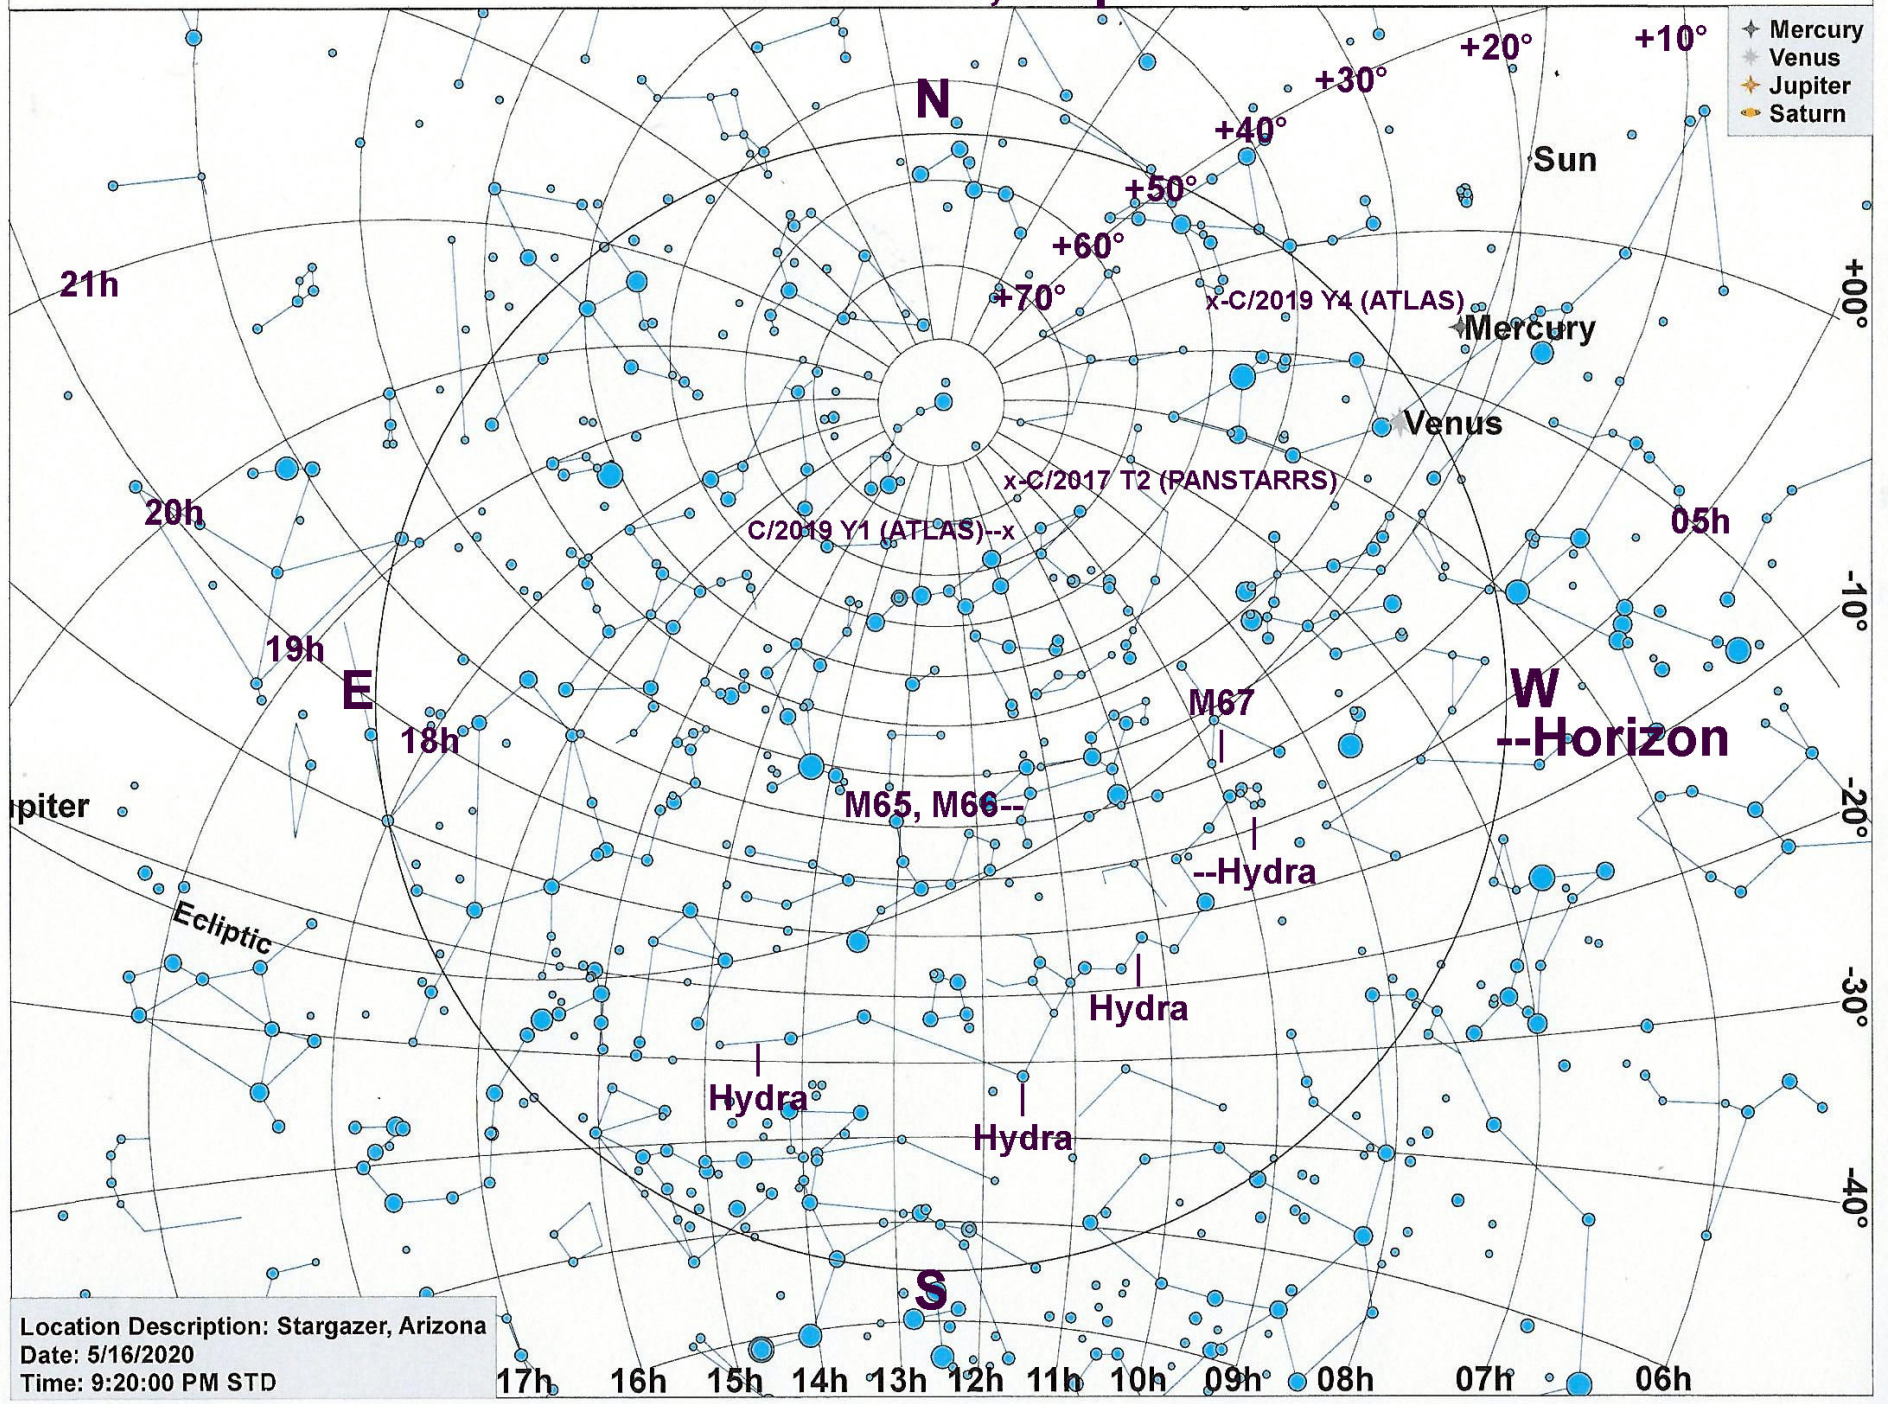 Mercury
Venus
Jupiter
Saturn
N
+10°
+20°
+30°
+40°
+50°
+60°
+70°
Sun
21h
+00°
x-C/2019 Y4 (ATLAS)
Mercury
Venus
x-C/2017 T2 (PANSTARRS)
20h
C/2019 Y1 (ATLAS)--x
05h
-10°
19h
E
M67
W
18h
--Horizon
piter
M65, M66--
-20°
--Hydra
Ecliptic
Hydra
-30°
Hydra
Hydra
-40°
S
Location Description: Stargazer, Arizona
Date: 5/16/2020
Time: 9:20:00 PM STD
17h 16h 15h 14h 13h 12h 11h 10h 09h 08h 07h 06h